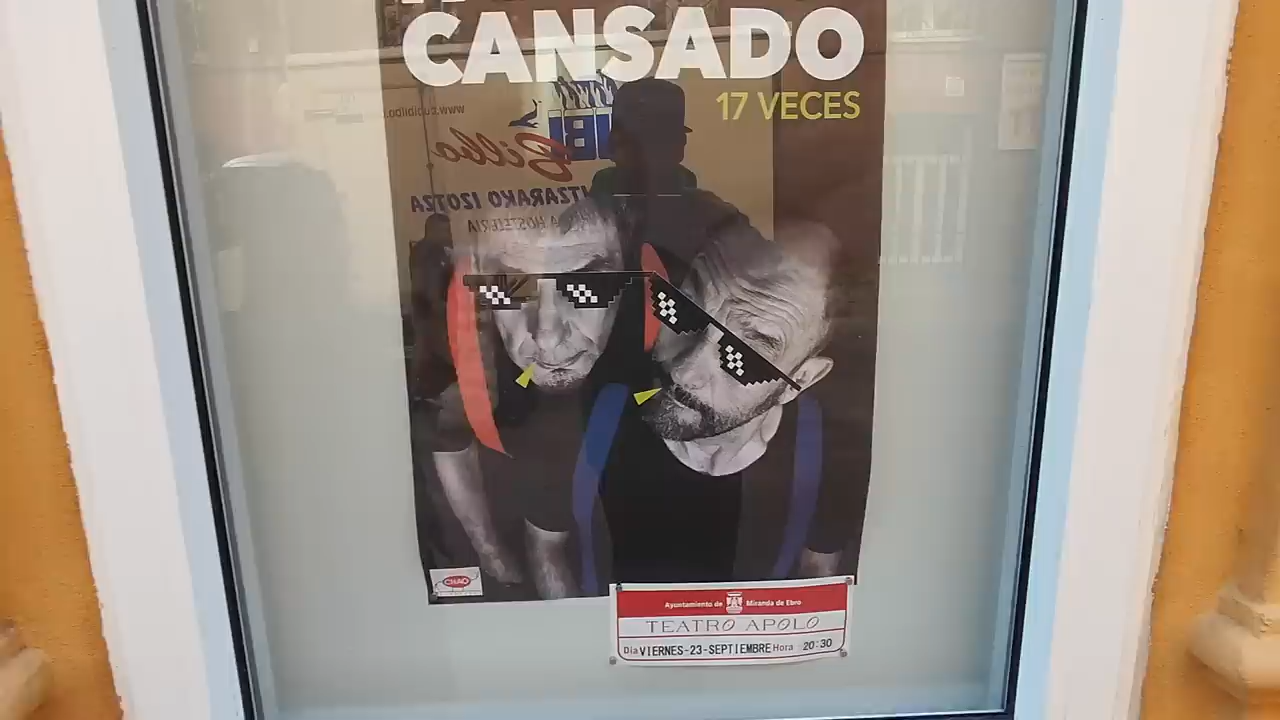 CANSADO
17 VECES
Bilbo
ITZARAKO IZOTZA
HOSTELERIA
CHAO
Ayuntamiento de Miranda de Ebro
TEATRO APOLO
Día VIERNES-23-SEPTIEMBRE Hora 20:30